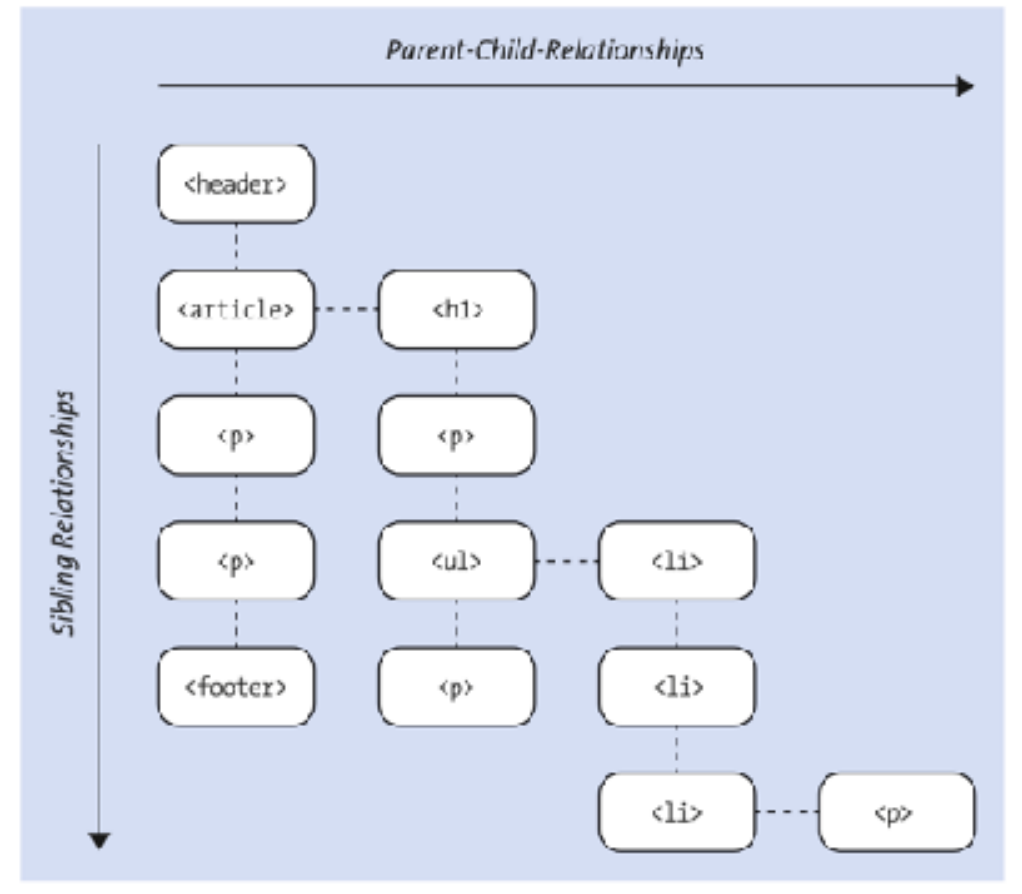 Parent-Child-Relationships
Sibling Relationships
<header>
<article> <h1>
<p> <p>
<p> <ul> <li>
<footer> <p> <li>
<li> <p>